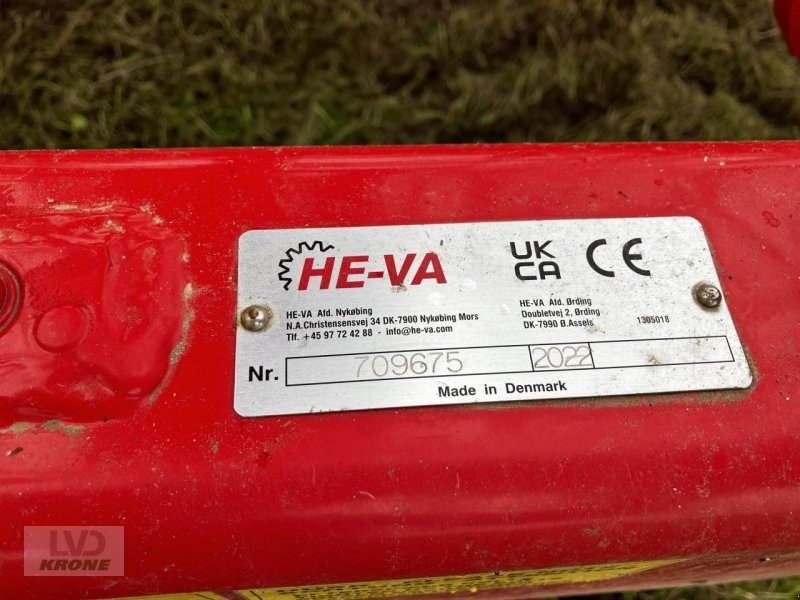 HE-VA
UK
CA
CE
HE-VA Afd. Nykøbing
N.A.Christensensvej 34 DK-7900 Nykøbing Mors
Tlf. +45 97 72 42 88 - info@he-va.com
HE-VA Afd. Ørding
Doubletvej 2, Ørding
DK-7990 Ø.Assels
1305018
Nr. 709675 2022
Made in Denmark
LVD
KRONE